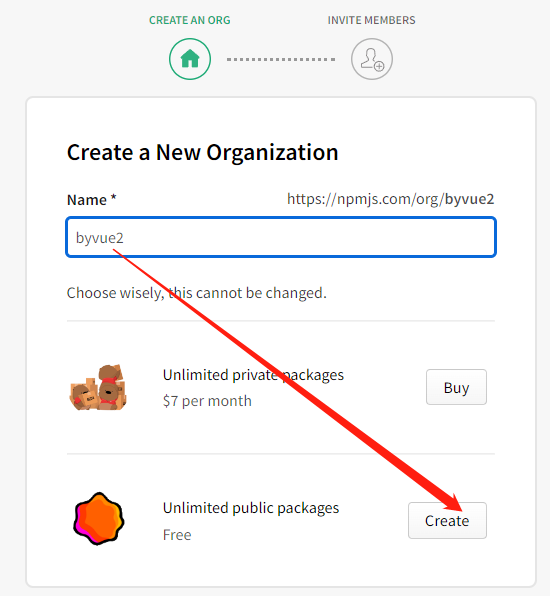 CREATE AN ORG
INVITE MEMBERS
Create a New Organization
Name *
https://npmjs.com/org/byvue2
byvue2
Choose wisely, this cannot be changed.
Unlimited private packages
$7 per month
Buy
Unlimited public packages
Free
Create